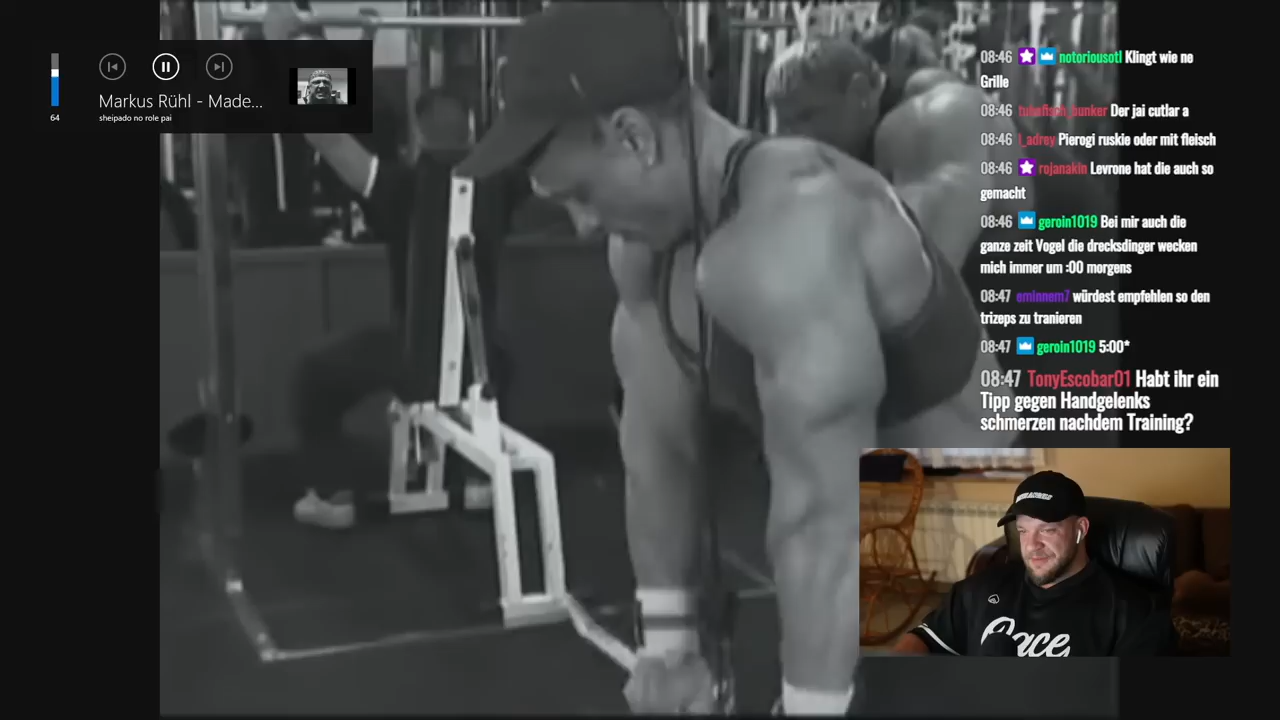 64
Markus Rühl - Made...
sheipado no role pai
08:46 notoriousotl Klingt wie ne
Grille
08:46 Der jai cutlar a
08:46 l_adrey Pierogi ruskie oder mit fleisch
08:46 rojanakin Levrone hat die auch so
gemacht
08:46 geroin1019 Bei mir auch die
ganze zeit Vogel die drecksdinger wecken
mich immer um :00 morgens
08:47 eminnem7 würdest empfehlen so den
trizeps zu tranieren
08:47 geroin1019 5:00*
08:47 TonyEscobar01 Habt ihr ein
Tipp gegen Handgelenks
schmerzen nachdem Training?